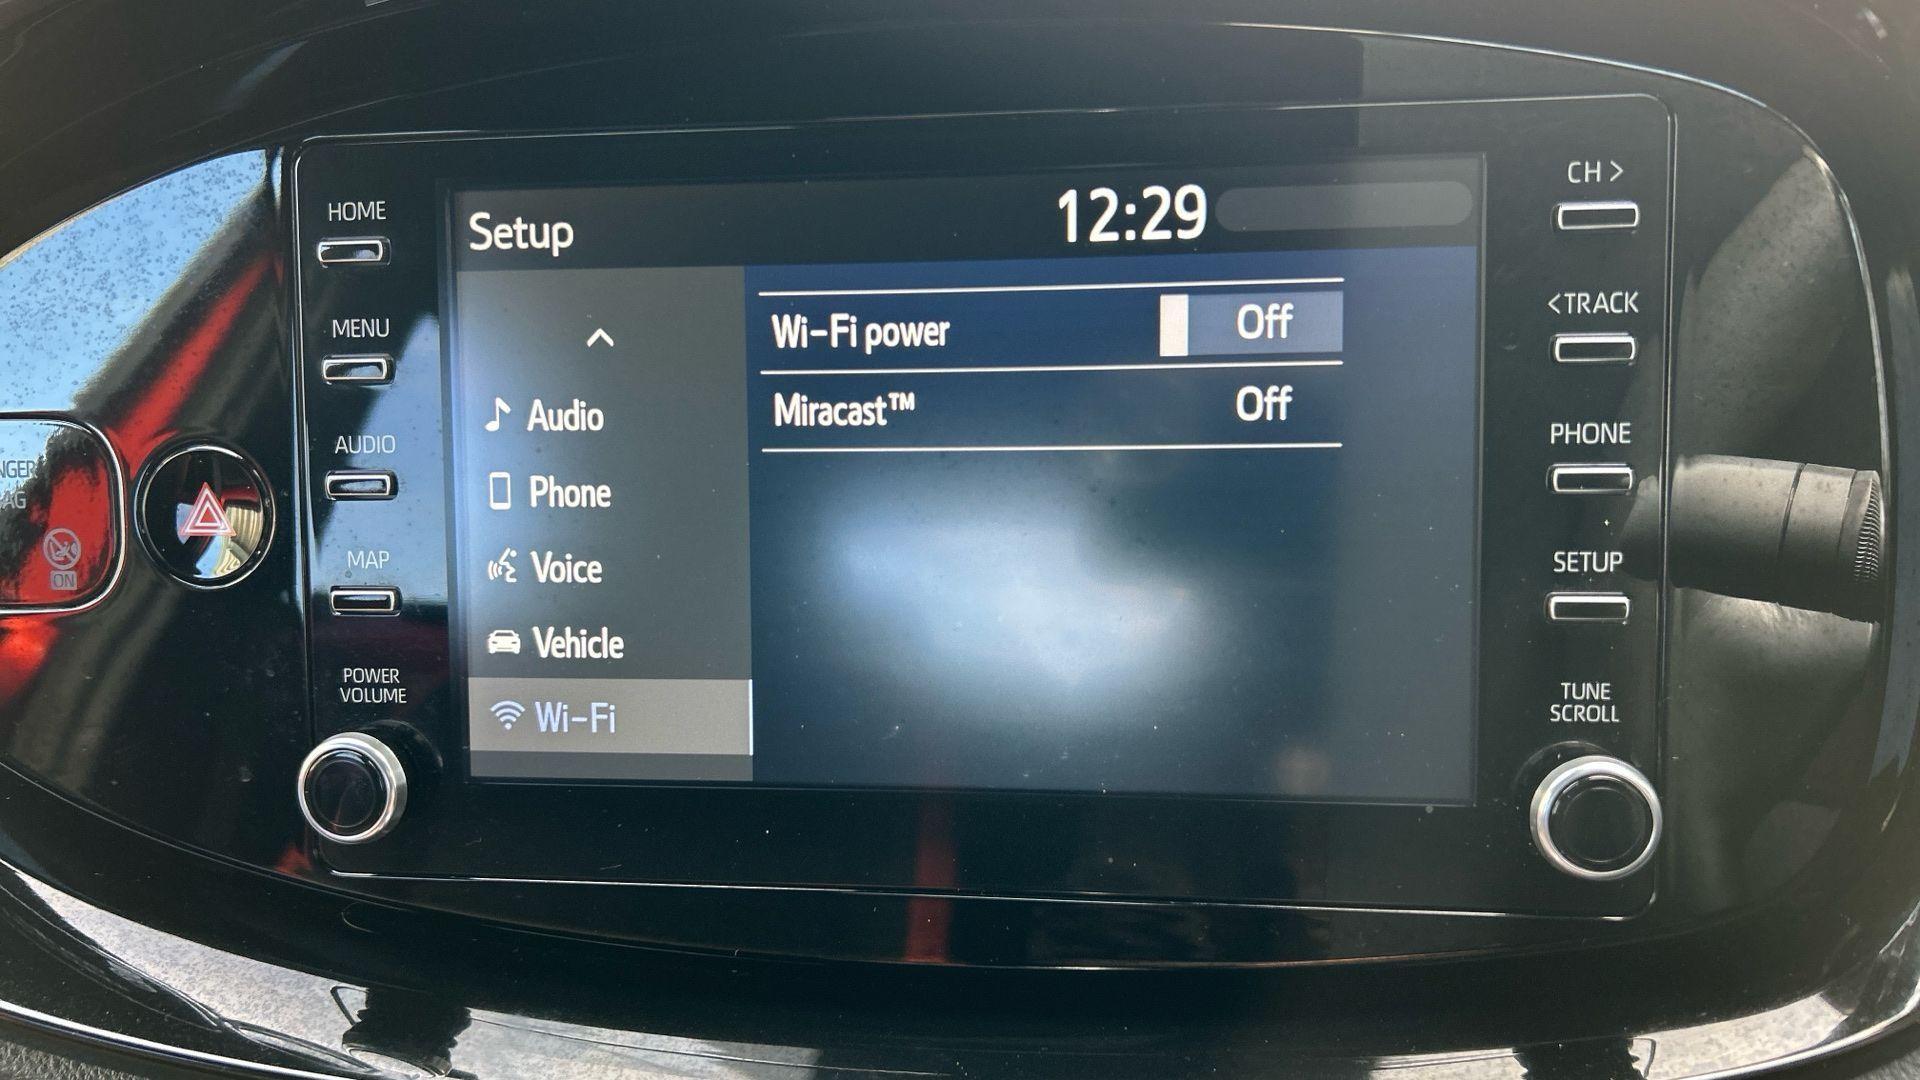 HOME
MENU
AUDIO
MAP
POWER
VOLUME
Setup
12:29
Audio
Phone
Voice
Vehicle
Wi-Fi
Wi-Fi power Off
Miracast™ Off
CH >
<TRACK
PHONE
SETUP
TUNE
SCROLL
ON